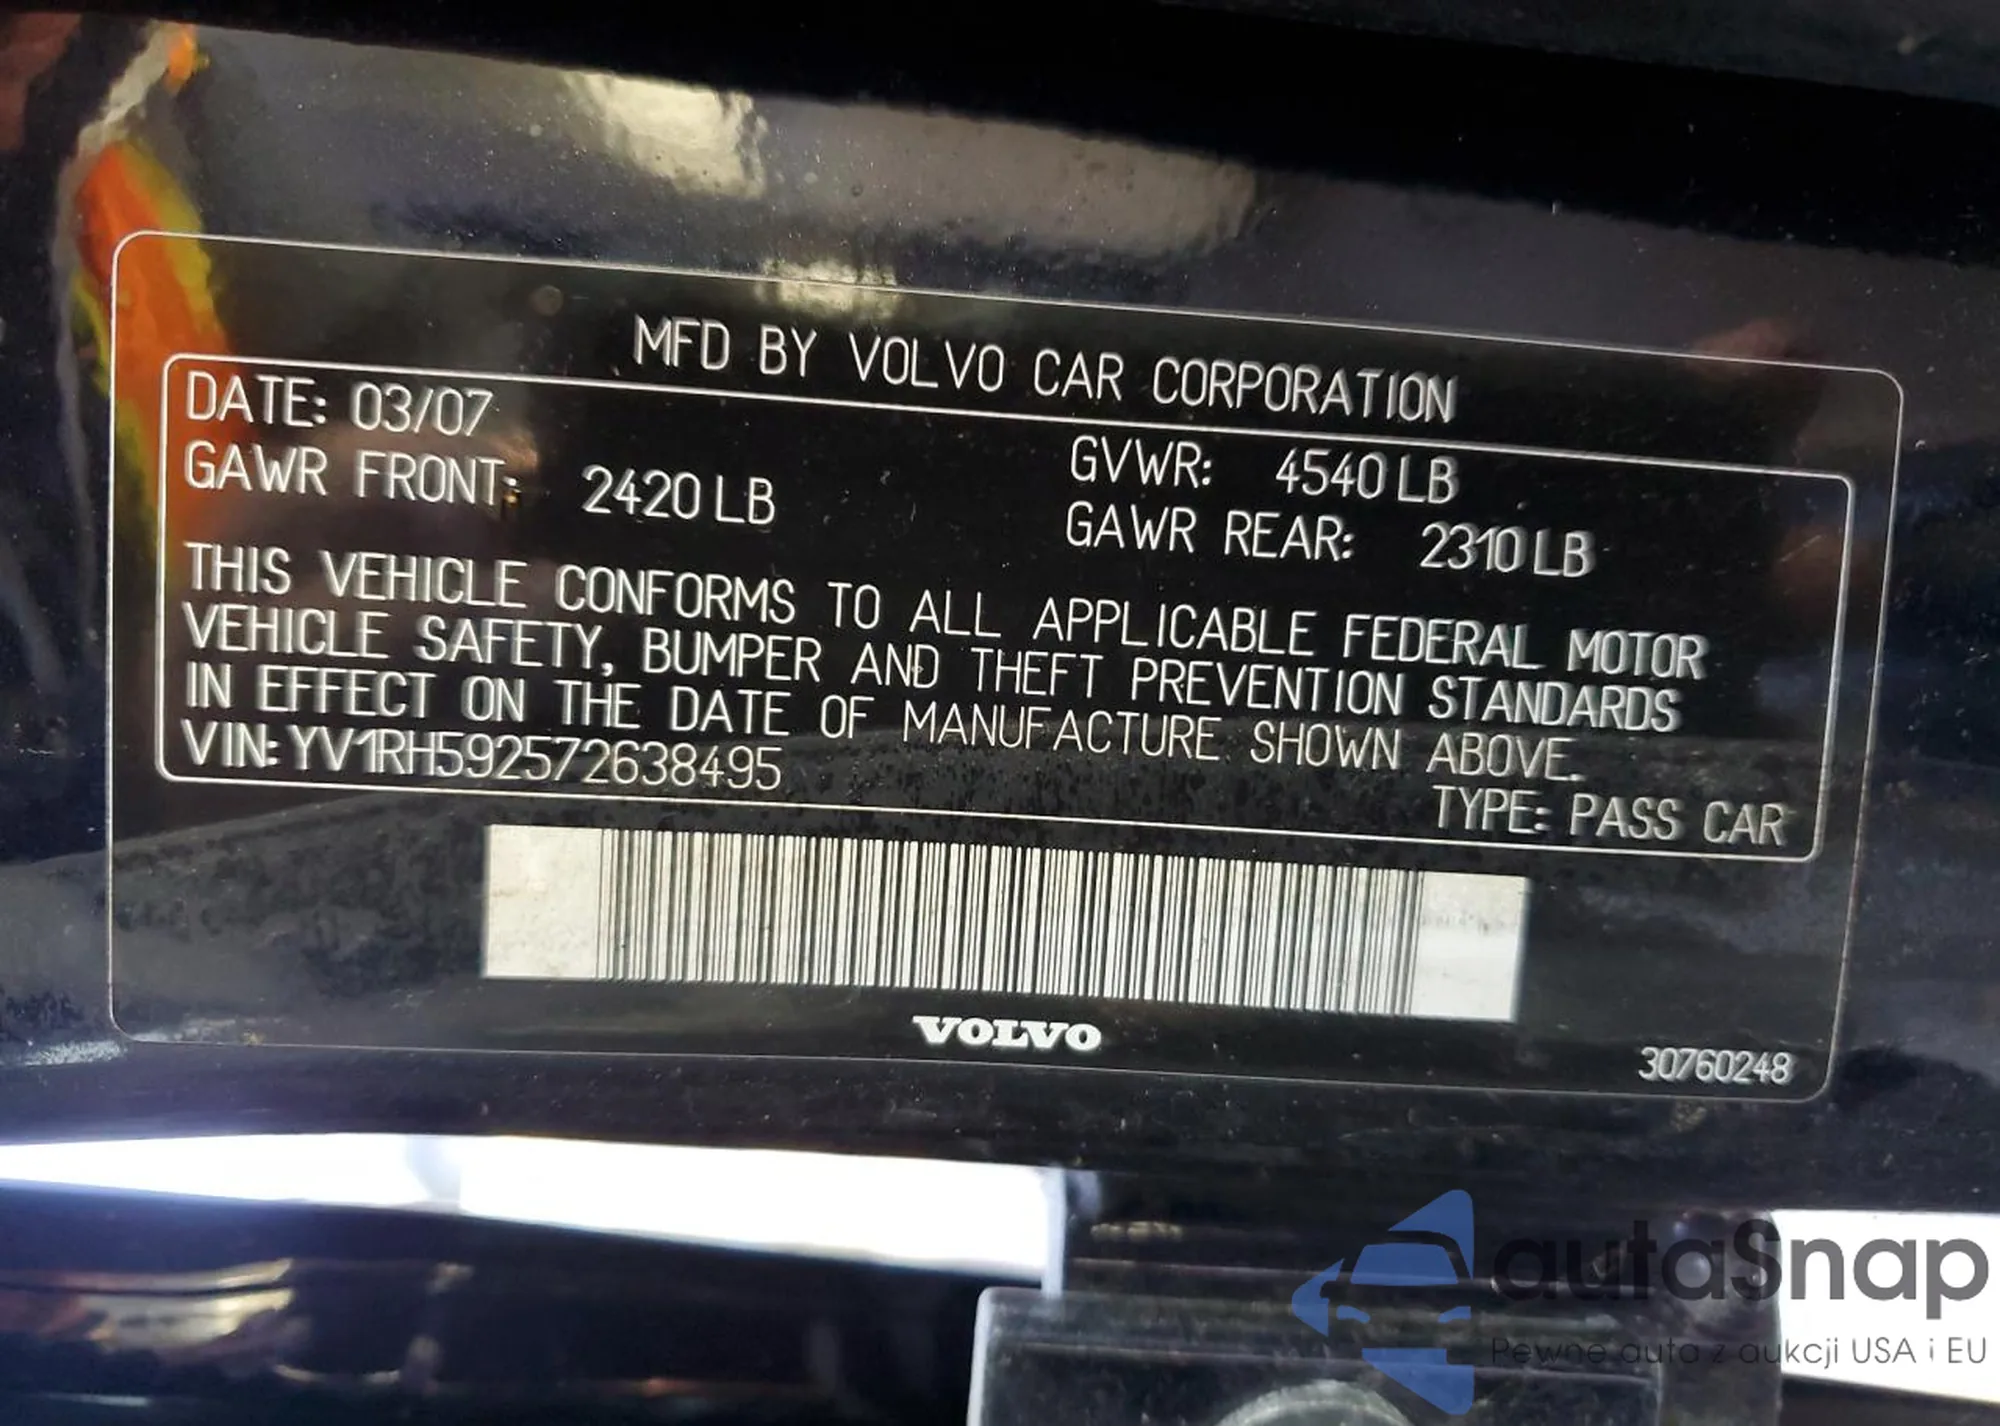 MFD BY VOLVO CAR CORPORATION
DATE: 03/07
GVWR: 4540 LB
GAWR FRONT: 2420 LB
GAWR REAR: 2310 LB
THIS VEHICLE CONFORMS TO ALL APPLICABLE FEDERAL MOTOR
VEHICLE SAFETY, BUMPER AND THEFT PREVENTION STANDARDS
IN EFFECT ON THE DATE OF MANUFACTURE SHOWN ABOVE.
VIN: YV1RH592572638495
TYPE: PASS CAR
VOLVO
30760248
autaSnap
Pewne auta z aukcji USA i EU